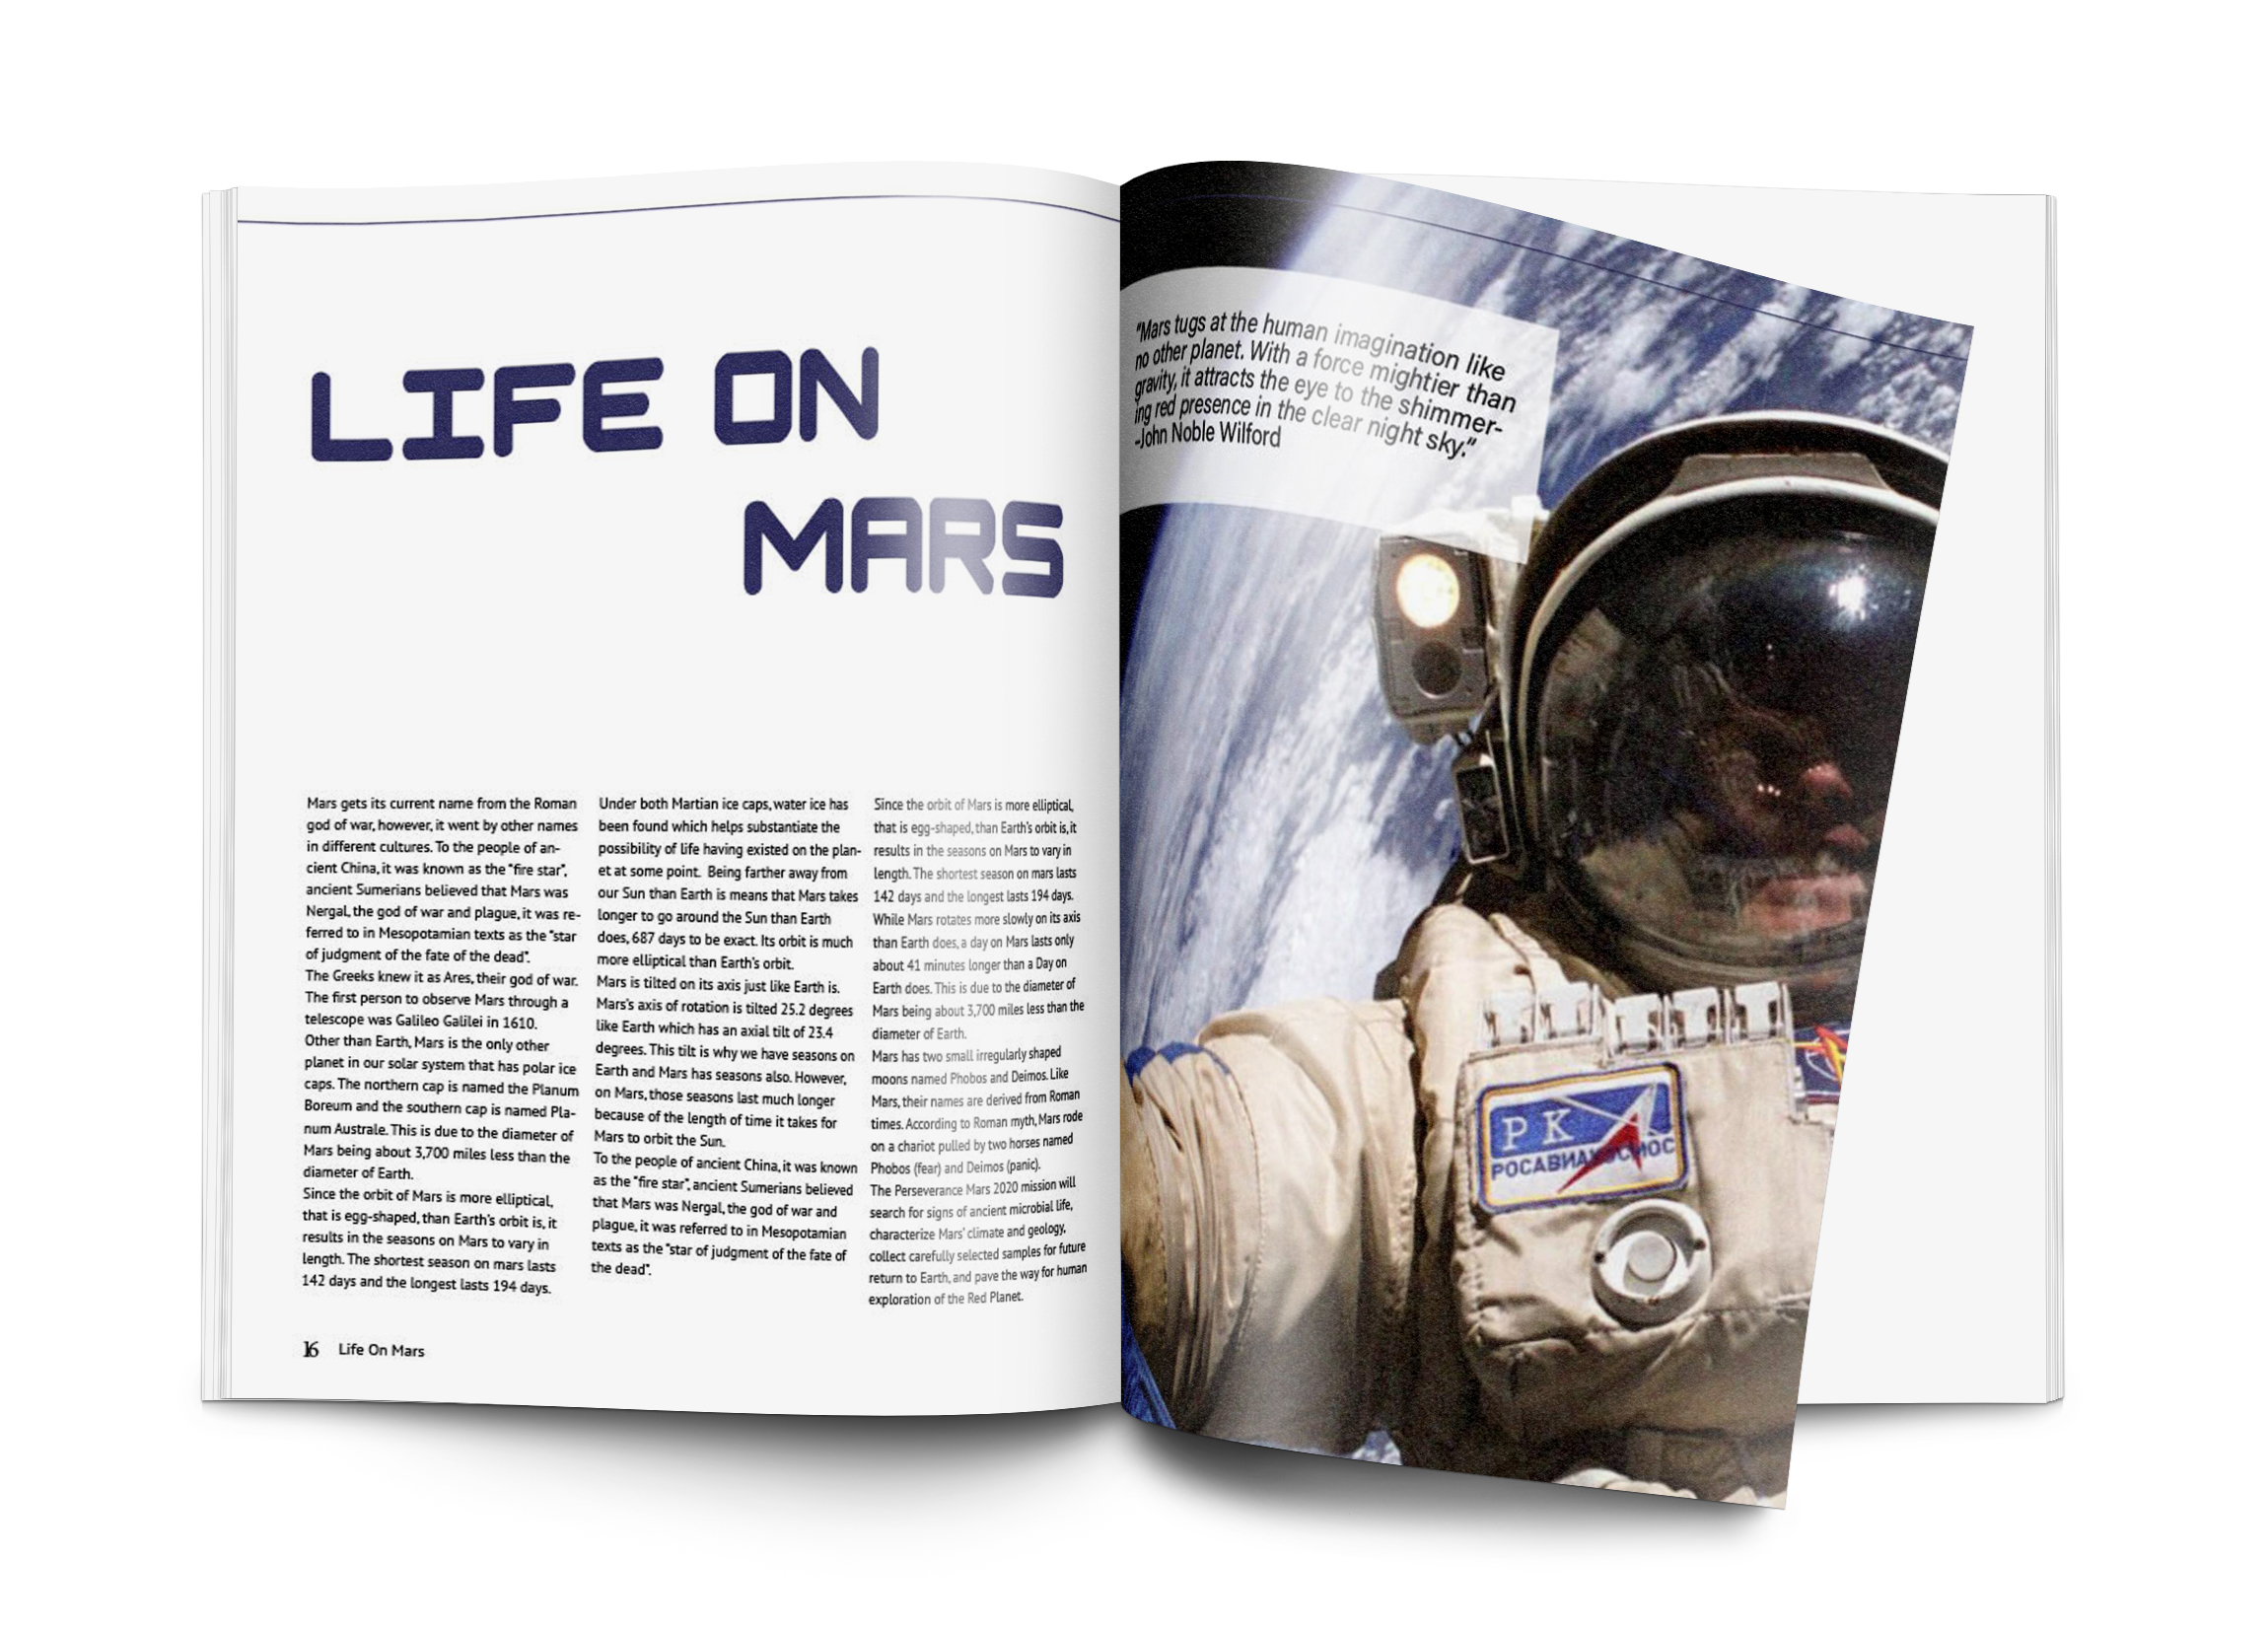 LIFE ON
MARS
Mars gets its current name from the Roman
god of war, however, it went by other names
in different cultures. To the people of an-
cient China, it was known as the "fire star",
ancient Sumerians believed that Mars was
Nergal, the god of war and plague, it was re-
ferred to in Mesopotamian texts as the "star
of judgment of the fate of the dead".
The Greeks knew it as Ares, their god of war.
The first person to observe Mars through a
telescope was Galileo Galilei in 1610.
Other than Earth, Mars is the only other
planet in our solar system that has polar ice
caps. The northern cap is named the Planum
Boreum and the southern cap is named Pla-
num Australe. This is due to the diameter of
Mars being about 3,700 miles less than the
diameter of Earth.
Since the orbit of Mars is more elliptical,
that is egg-shaped, than Earth's orbit is, it
results in the seasons on Mars to vary in
length. The shortest season on mars lasts
142 days and the longest lasts 194 days.
Under both Martian ice caps, water ice has
been found which helps substantiate the
possibility of life having existed on the plan-
et at some point. Being farther away from
our Sun than Earth is means that Mars takes
longer to go around the Sun than Earth
does, 687 days to be exact. Its orbit is much
more elliptical than Earth's orbit.
Mars is tilted on its axis just like Earth is.
Mars's axis of rotation is tilted 25.2 degrees
like Earth which has an axial tilt of 23.4
degrees. This tilt is why we have seasons on
Earth and Mars has seasons also. However,
on Mars, those seasons last much longer
because of the length of time it takes for
Mars to orbit the Sun.
To the people of ancient China, it was known
as the "fire star", ancient Sumerians believed
that Mars was Nergal, the god of war and
plague, it was referred to in Mesopotamian
texts as the "star of judgment of the fate of
the dead".
Since the orbit of Mars is more elliptical,
that is egg-shaped, than Earth's orbit is, it
results in the seasons on Mars to vary in
length. The shortest season on mars lasts
142 days and the longest lasts 194 days.
While Mars rotates more slowly on its axis
than Earth does, a day on Mars lasts only
about 41 minutes longer than a Day on
Earth does. This is due to the diameter of
Mars being about 3,700 miles less than the
diameter of Earth.
Mars has two small irregularly shaped
moons named Phobos and Deimos. Like
Mars, their names are derived from Roman
times. According to Roman myth, Mars rode
on a chariot pulled by two horses named
Phobos (fear) and Deimos (panic).
The Perseverance Mars 2020 mission will
search for signs of ancient microbial life,
characterize Mars' climate and geology,
collect carefully selected samples for future
return to Earth, and pave the way for human
exploration of the Red Planet.
16 Life On Mars
"Mars tugs at the human imagination like
no other planet. With a force mightier than
gravity, it attracts the eye to the shimmer-
ing red presence in the clear night sky."
-John Noble Wilford
РК
РОСАВИАКОСМОС